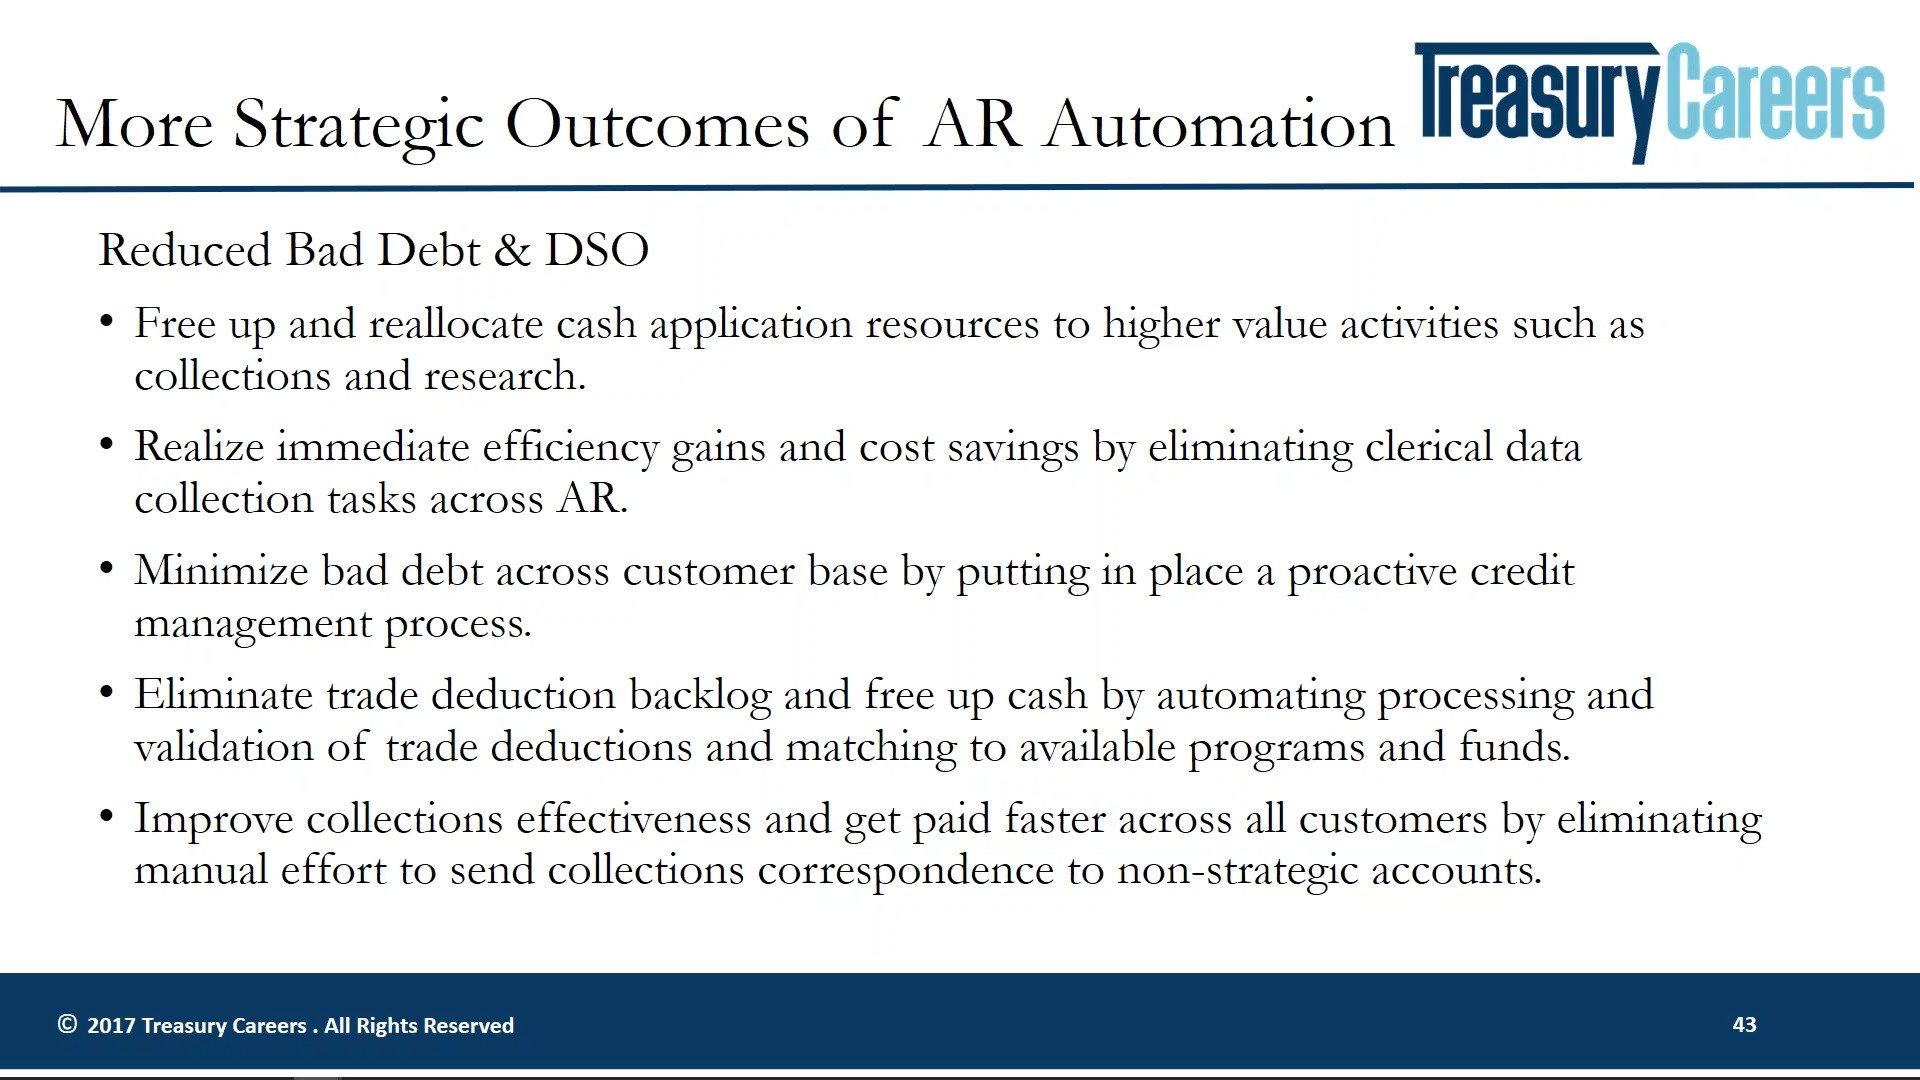 More Strategic Outcomes of AR Automation
TreasuryCareers
Reduced Bad Debt & DSO
• Free up and reallocate cash application resources to higher value activities such as
collections and research.
• Realize immediate efficiency gains and cost savings by eliminating clerical data
collection tasks across AR.
• Minimize bad debt across customer base by putting in place a proactive credit
management process.
• Eliminate trade deduction backlog and free up cash by automating processing and
validation of trade deductions and matching to available programs and funds.
• Improve collections effectiveness and get paid faster across all customers by eliminating
manual effort to send collections correspondence to non-strategic accounts.
© 2017 Treasury Careers . All Rights Reserved
43